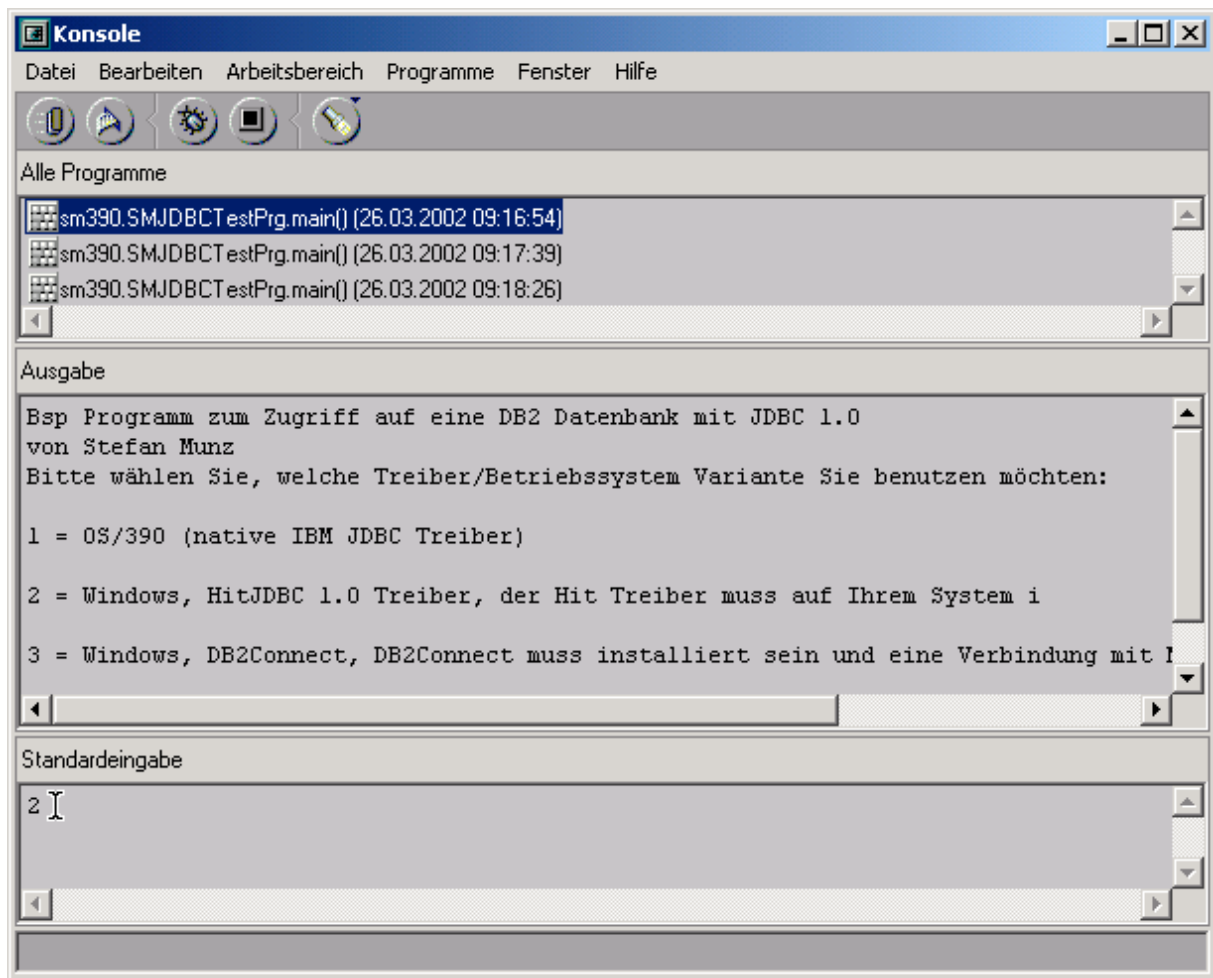 Konsole
Datei Bearbeiten Arbeitsbereich Programme Fenster Hilfe
Alle Programme
sm390.SMJDBCTestPrg.main() (26.03.2002 09:16:54)
sm390.SMJDBCTestPrg.main() (26.03.2002 09:17:39)
sm390.SMJDBCTestPrg.main() (26.03.2002 09:18:26)
Ausgabe
Bsp Programm zum Zugriff auf eine DB2 Datenbank mit JDBC 1.0
von Stefan Munz
Bitte wählen Sie, welche Treiber/Betriebssystem Variante Sie benutzen möchten:
1 = OS/390 (native IBM JDBC Treiber)
2 = Windows, HitJDBC 1.0 Treiber, der Hit Treiber muss auf Ihrem System i
3 = Windows, DB2Connect, DB2Connect muss installiert sein und eine Verbindung mit
Standardeingabe
2